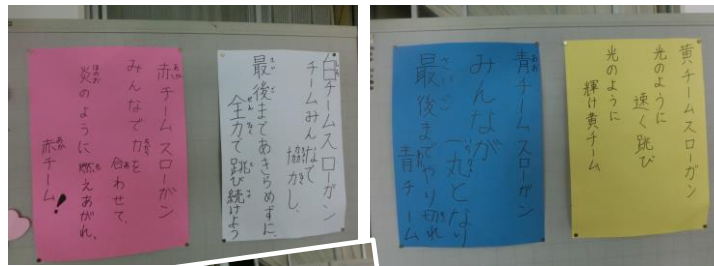 赤チームスローガン
みんなで力を
合わせて、
炎のように燃えあがれ、
赤チーム!
白チームスローガン
チームみんなで
協力し、
最後まであきらめずに、
全力で跳び続けよう
青チームスローガン
みんなが
一丸となり
最後までやり切れ
青チーム
黄チームスローガン
光のように
速く跳び
光のように
輝け黄チーム